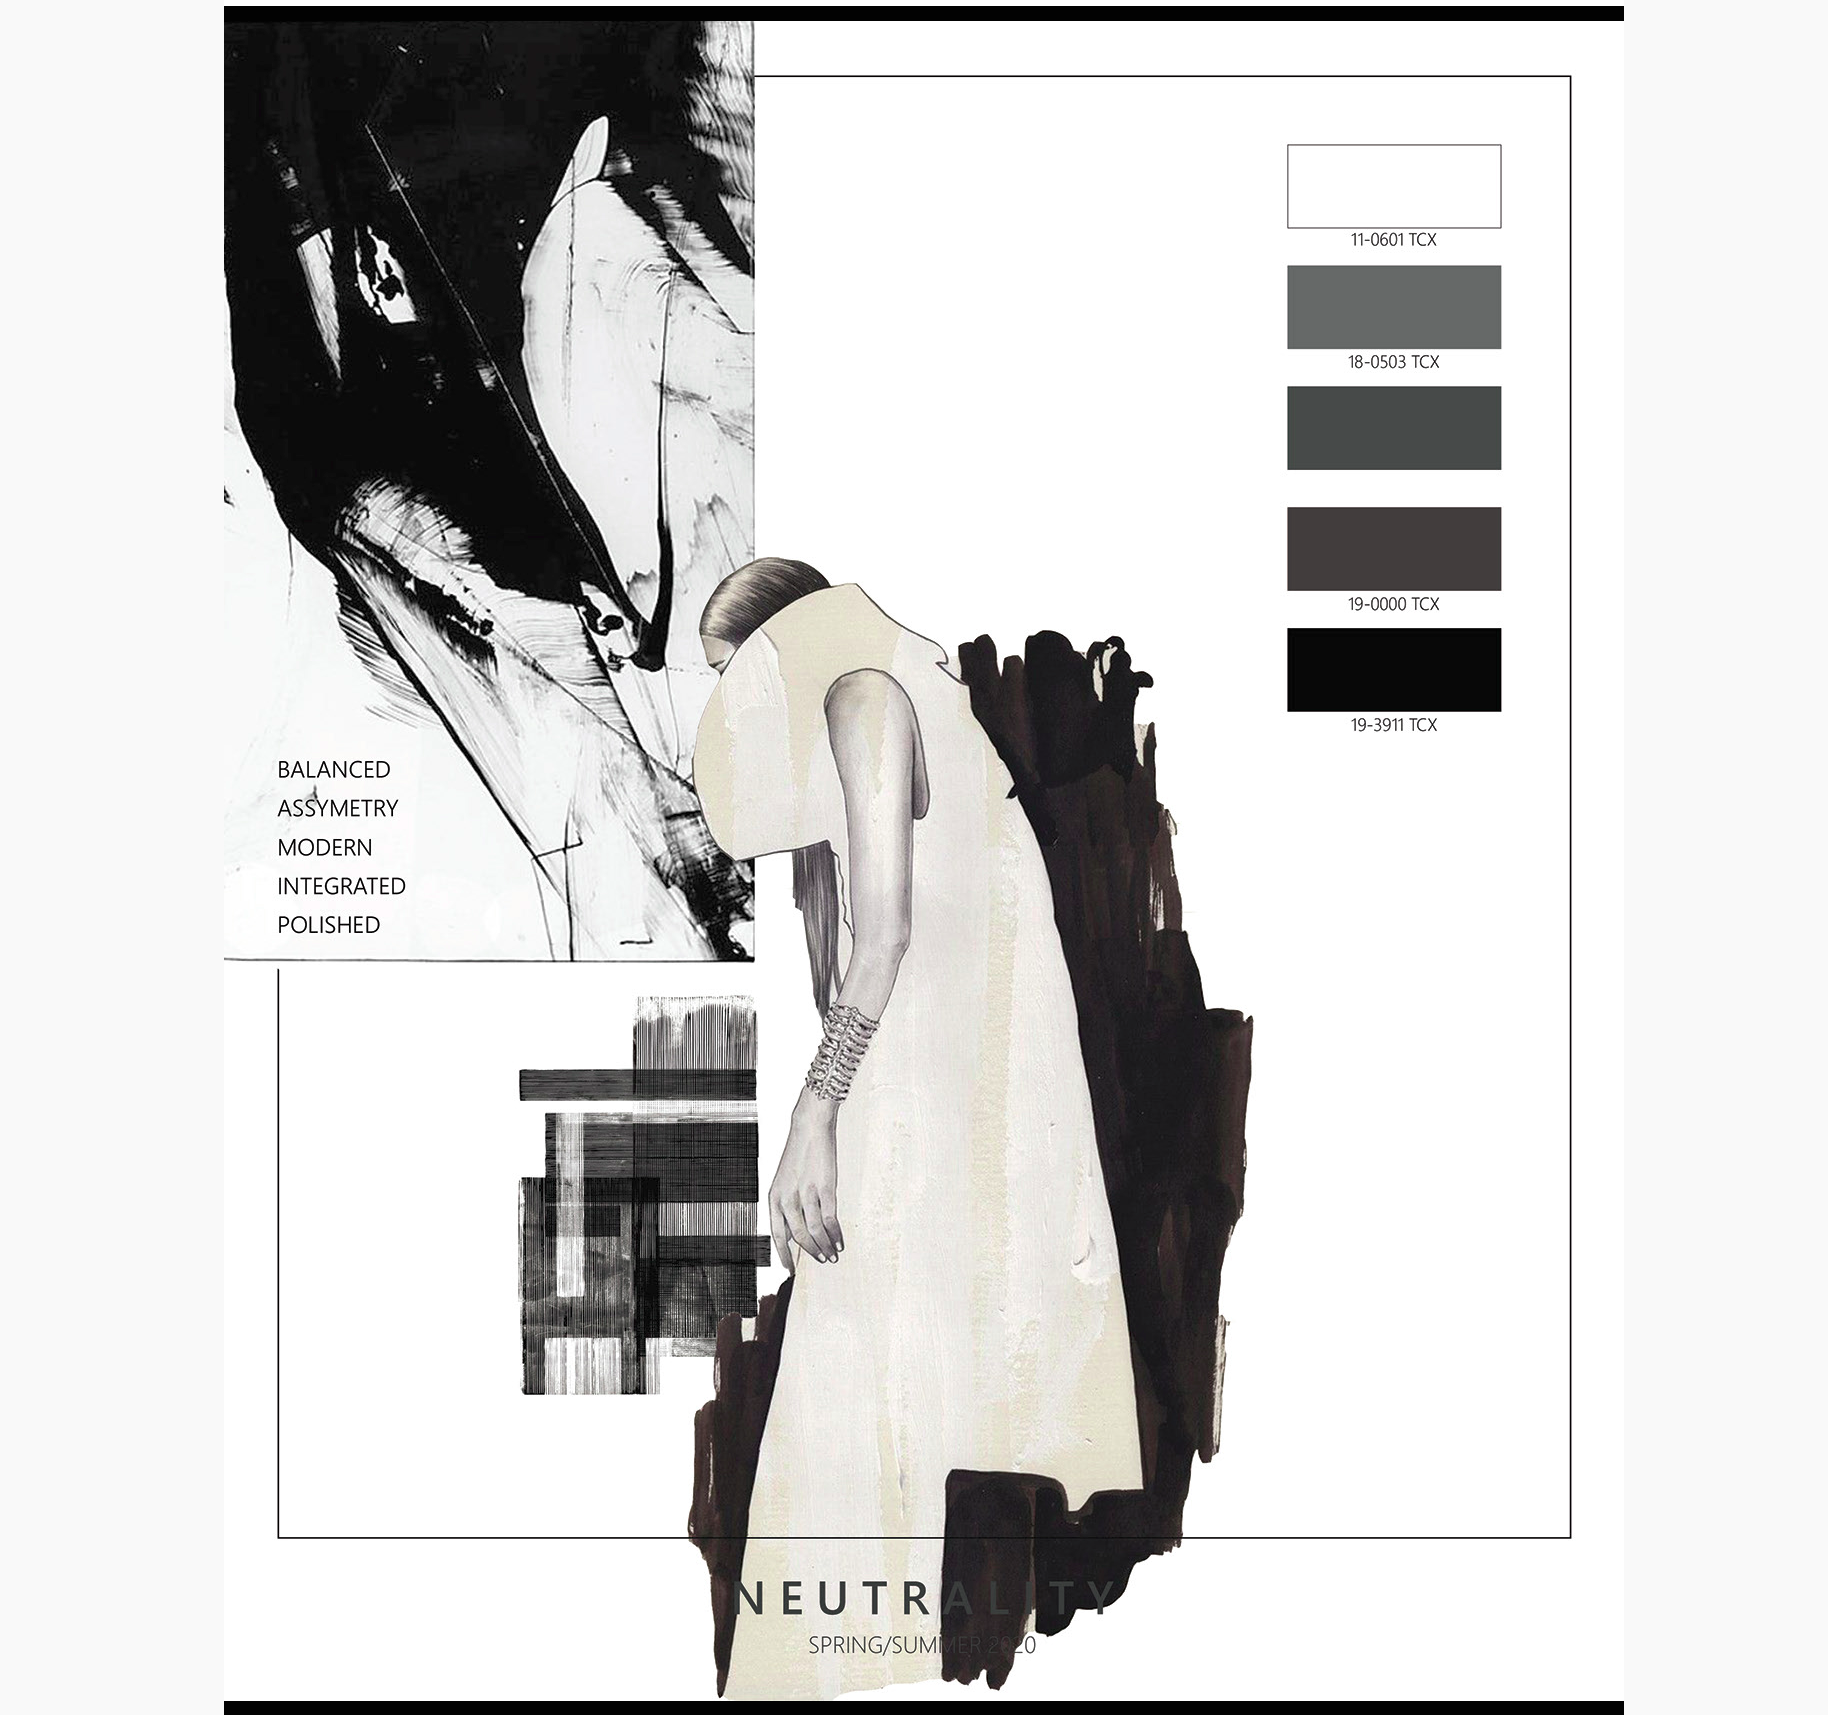 11-0601 TCX
18-0503 TCX
19-0000 TCX
19-3911 TCX
BALANCED
ASSYMETRY
MODERN
INTEGRATED
POLISHED
NEUTRALITY
SPRING/SUMMER 2020